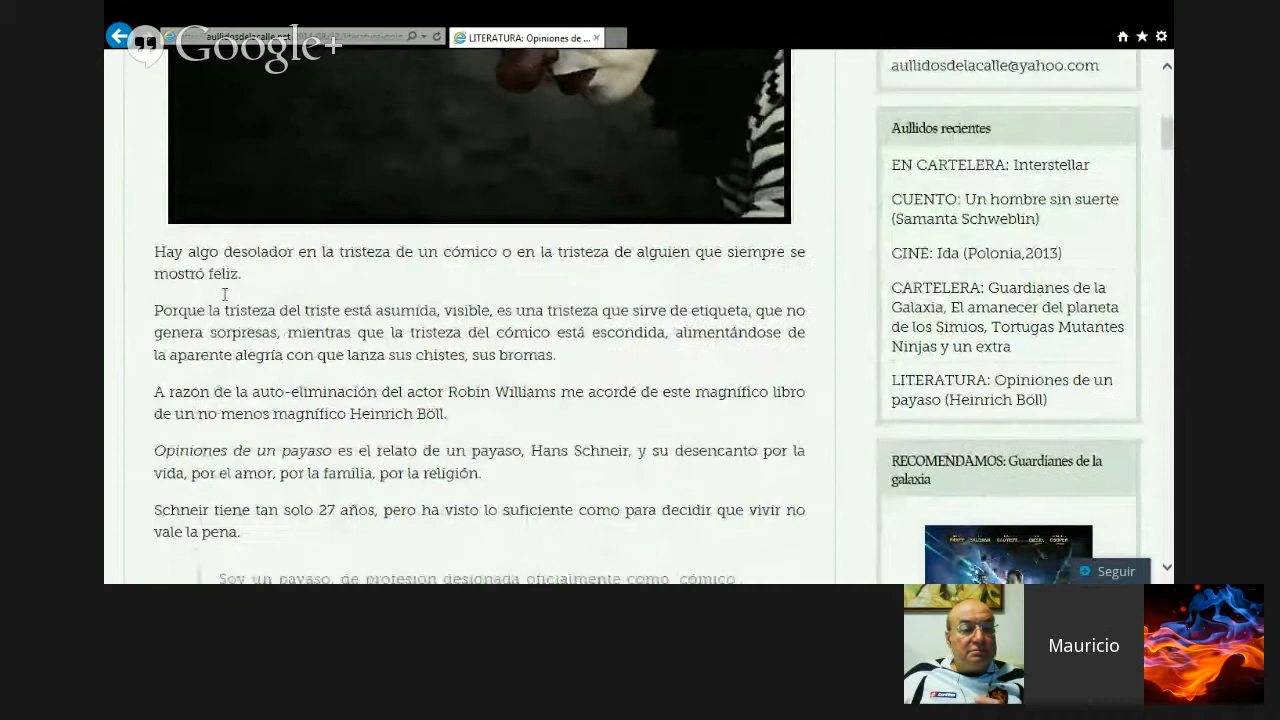 Google+
LITERATURA: Opiniones de ...
aullidosdelacalle@yahoo.com
Aullidos recientes
EN CARTELERA: Interstellar
CUENTO: Un hombre sin suerte
(Samanta Schweblin)
CINE: Ida (Polonia,2013)
CARTELERA: Guardianes de la
Galaxia, El amanecer del planeta
de los Simios, Tortugas Mutantes
Ninjas y un extra
LITERATURA: Opiniones de un
payaso (Heinrich Böll)
RECOMENDAMOS: Guardianes de la
galaxia
Seguir
Hay algo desolador en la tristeza de un cómico o en la tristeza de alguien que siempre se
mostró feliz.
Porque la tristeza del triste está asumida, visible, es una tristeza que sirve de etiqueta, que no
genera sorpresas, mientras que la tristeza del cómico está escondida, alimentándose de
la aparente alegría con que lanza sus chistes, sus bromas.
A razón de la auto-eliminación del actor Robin Williams me acordé de este magnífico libro
de un no menos magnífico Heinrich Böll.
Opiniones de un payaso es el relato de un payaso, Hans Schneir, y su desencanto por la
vida, por el amor, por la familia, por la religión.
Schneir tiene tan solo 27 años, pero ha visto lo suficiente como para decidir que vivir no
vale la pena.
Soy un payaso, de profesión designada oficialmente como cómico
Mauricio